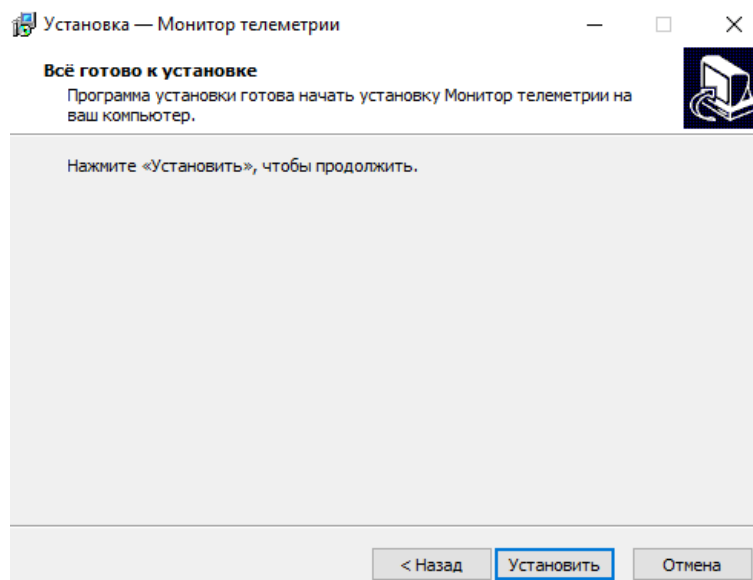 Установка — Монитор телеметрии
Всё готово к установке
Программа установки готова начать установку Монитор телеметрии на
ваш компьютер.
Нажмите «Установить», чтобы продолжить.
< Назад
Установить
Отмена